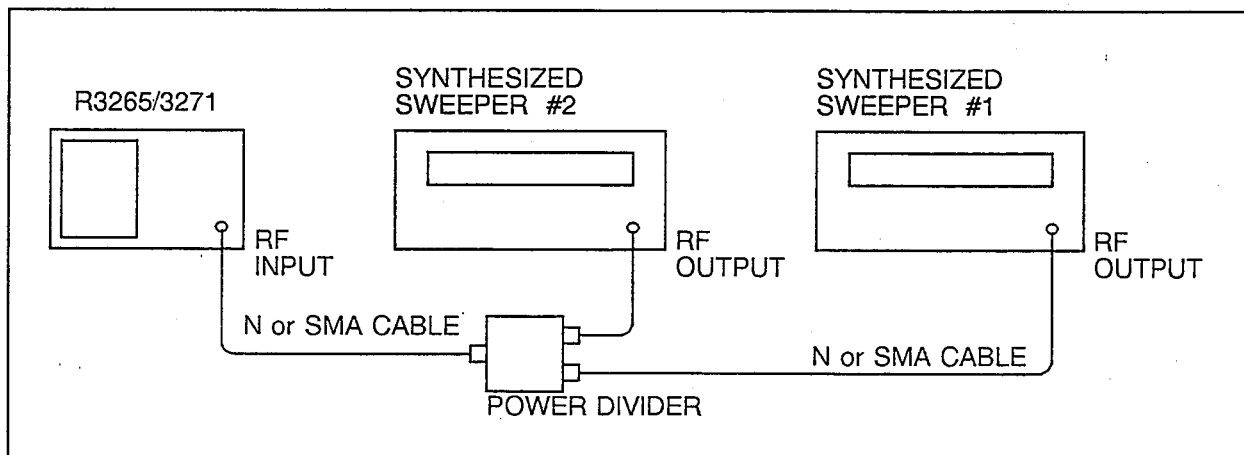 R3265/3271
SYNTHESIZED
SWEEPER #2
SYNTHESIZED
SWEEPER #1
RF
INPUT
RF
OUTPUT
RF
OUTPUT
N or SMA CABLE
N or SMA CABLE
POWER DIVIDER